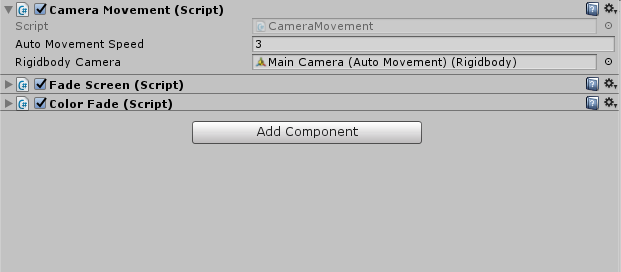 Camera Movement (Script)
Script CameraMovement
Auto Movement Speed 3
Rigidbody Camera Main Camera (Auto Movement) (Rigidbody)
Fade Screen (Script)
Color Fade (Script)
Add Component